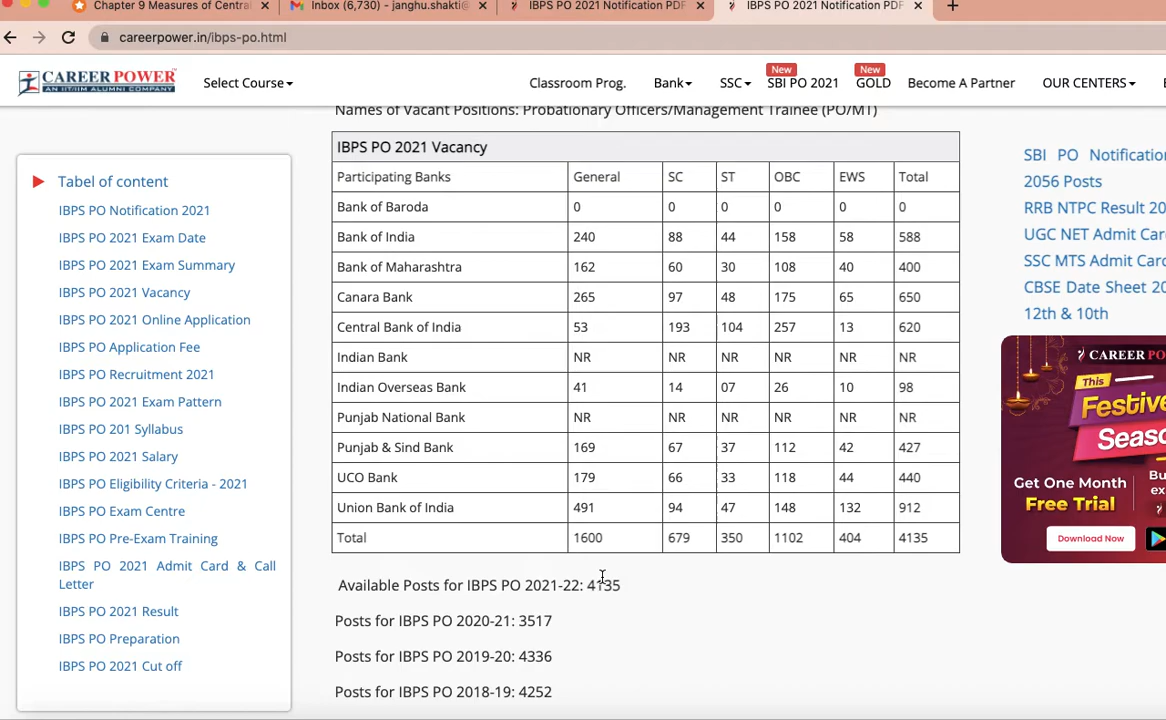 Chapter 9 Measures of Central
Inbox (6,730) - janghu.shakti@
IBPS PO 2021 Notification PDF
IBPS PO 2021 Notification PDF
careerpower.in/ibps-po.html
CAREER POWER
AN IIT/IIM ALUMNI COMPANY
Select Course
Classroom Prog.
Bank
SSC
New
SBI PO 2021
New
GOLD
Become A Partner
OUR CENTERS
Names of Vacant Positions: Probationary Officers/Management Trainee (PO/MT)
Tabel of content
IBPS PO Notification 2021
IBPS PO 2021 Exam Date
IBPS PO 2021 Exam Summary
IBPS PO 2021 Vacancy
IBPS PO 2021 Online Application
IBPS PO Application Fee
IBPS PO Recruitment 2021
IBPS PO 2021 Exam Pattern
IBPS PO 201 Syllabus
IBPS PO 2021 Salary
IBPS PO Eligibility Criteria - 2021
IBPS PO Exam Centre
IBPS PO Pre-Exam Training
IBPS PO 2021 Admit Card & Call
Letter
IBPS PO 2021 Result
IBPS PO Preparation
IBPS PO 2021 Cut off
IBPS PO 2021 Vacancy
Participating Banks General SC ST OBC EWS Total
Bank of Baroda 0 0 0 0 0 0
Bank of India 240 88 44 158 58 588
Bank of Maharashtra 162 60 30 108 40 400
Canara Bank 265 97 48 175 65 650
Central Bank of India 53 193 104 257 13 620
Indian Bank NR NR NR NR NR NR
Indian Overseas Bank 41 14 07 26 10 98
Punjab National Bank NR NR NR NR NR NR
Punjab & Sind Bank 169 67 37 112 42 427
UCO Bank 179 66 33 118 44 440
Union Bank of India 491 94 47 148 132 912
Total 1600 679 350 1102 404 4135
Available Posts for IBPS PO 2021-22: 4135
Posts for IBPS PO 2020-21: 3517
Posts for IBPS PO 2019-20: 4336
Posts for IBPS PO 2018-19: 4252
SBI PO Notificatio
2056 Posts
RRB NTPC Result 20
UGC NET Admit Car
SSC MTS Admit Card
CBSE Date Sheet 20
12th & 10th
CAREER PO
This
Festive
Seaso
Get One Month
Free Trial
Bu
ex
Download Now